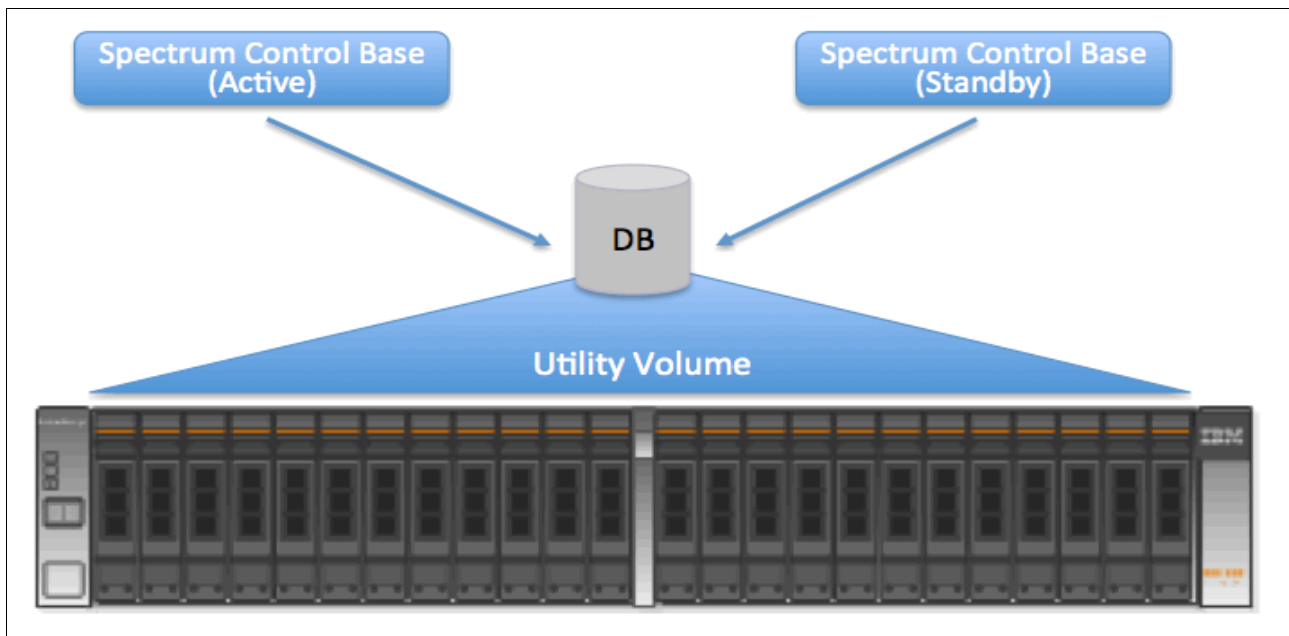 Spectrum Control Base
(Active)
Spectrum Control Base
(Standby)
DB
Utility Volume
IBM